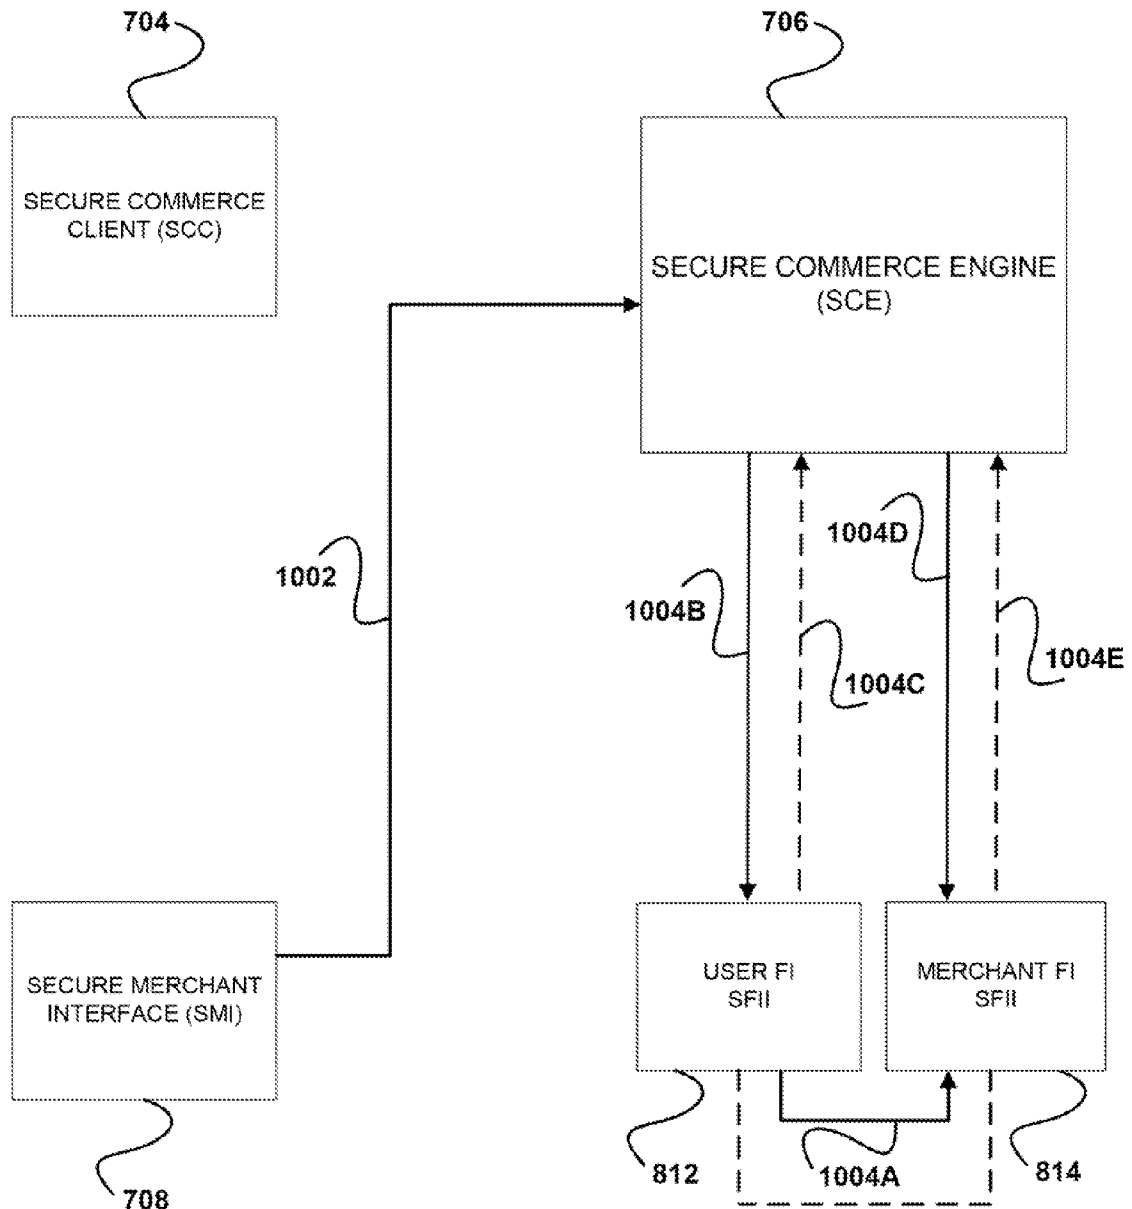 704
706
SECURE COMMERCE
CLIENT (SCC)
SECURE COMMERCE ENGINE
(SCE)
1002
1004B
1004C
1004D
1004E
SECURE MERCHANT
INTERFACE (SMI)
USER FI
SFII
MERCHANT FI
SFII
708
812
1004A
814